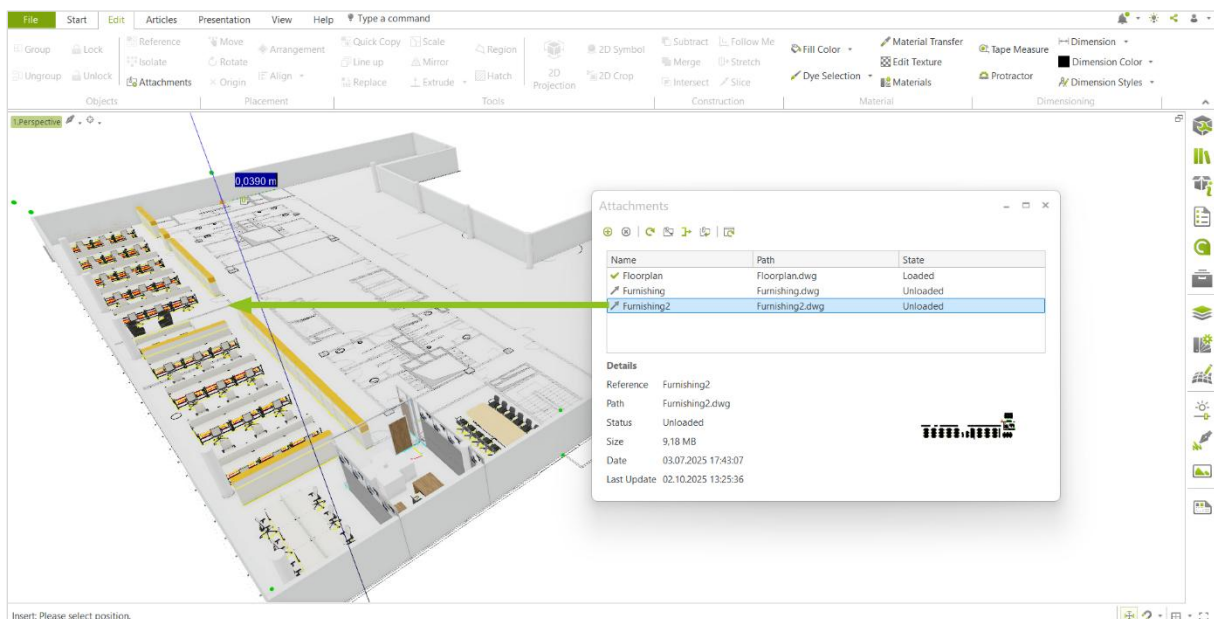 File Start Edit Articles Presentation View Help Type a command
Group Lock Reference Move Arrangement Quick Copy Scale Region 2D Symbol Subtract Follow Me Fill Color Material Transfer Tape Measure Dimension
Isolate Rotate Line up Mirror Merge Stretch Edit Texture Dimension Color
Ungroup Unlock Attachments Origin Align Replace Extrude Hatch 2D Projection 2D Crop Intersect Slice Dye Selection Materials Protractor Dimension Styles
Objects Placement Tools Construction Material Dimensioning
1.Perspective
0,0390 m
Attachments
Name Path State
Floorplan Floorplan.dwg Loaded
Furnishing Furnishing.dwg Unloaded
Furnishing2 Furnishing2.dwg Unloaded
Details
Reference Furnishing2
Path Furnishing2.dwg
Status Unloaded
Size 9,18 MB
Date 03.07.2025 17:43:07
Last Update 02.10.2025 13:25:36
Insert: Please select position.